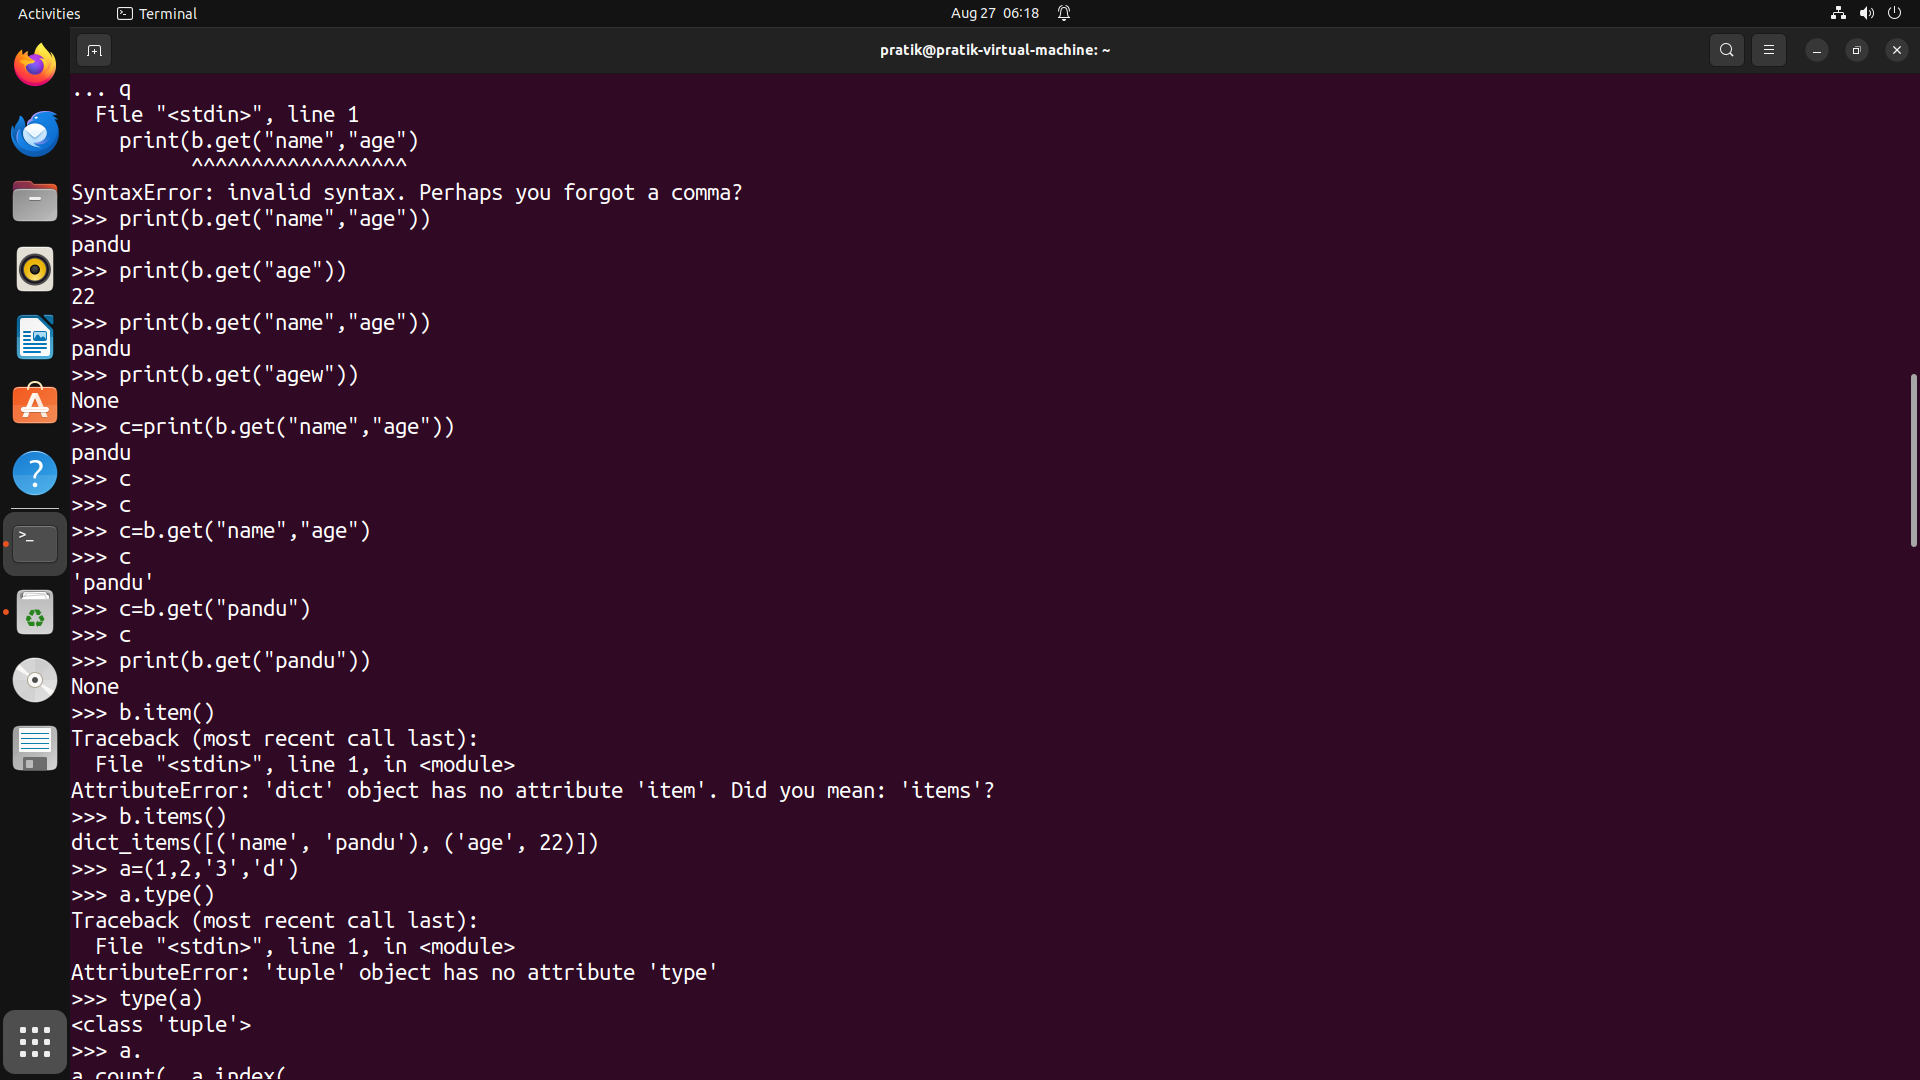 Activities
Terminal
Aug 27 06:18
pratik@pratik-virtual-machine: ~
... q
  File "<stdin>", line 1
    print(b.get("name","age")
          ^^^^^^^^^^^^^^^^^^
SyntaxError: invalid syntax. Perhaps you forgot a comma?
>>> print(b.get("name","age"))
pandu
>>> print(b.get("age"))
22
>>> print(b.get("name","age"))
pandu
>>> print(b.get("agew"))
None
>>> c=print(b.get("name","age"))
pandu
>>> c
>>> c
>>> c=b.get("name","age")
>>> c
'pandu'
>>> c=b.get("pandu")
>>> c
>>> print(b.get("pandu"))
None
>>> b.item()
Traceback (most recent call last):
  File "<stdin>", line 1, in <module>
AttributeError: 'dict' object has no attribute 'item'. Did you mean: 'items'?
>>> b.items()
dict_items([('name', 'pandu'), ('age', 22)])
>>> a=(1,2,'3','d')
>>> a.type()
Traceback (most recent call last):
  File "<stdin>", line 1, in <module>
AttributeError: 'tuple' object has no attribute 'type'
>>> type(a)
<class 'tuple'>
>>> a.
a.count(  a.index(